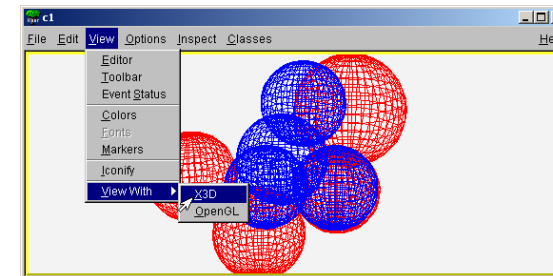 c1
File Edit View Options Inspect Classes He
Editor
Toolbar
Event Status
Colors
Fonts
Markers
Iconify
View With
X3D
OpenGL